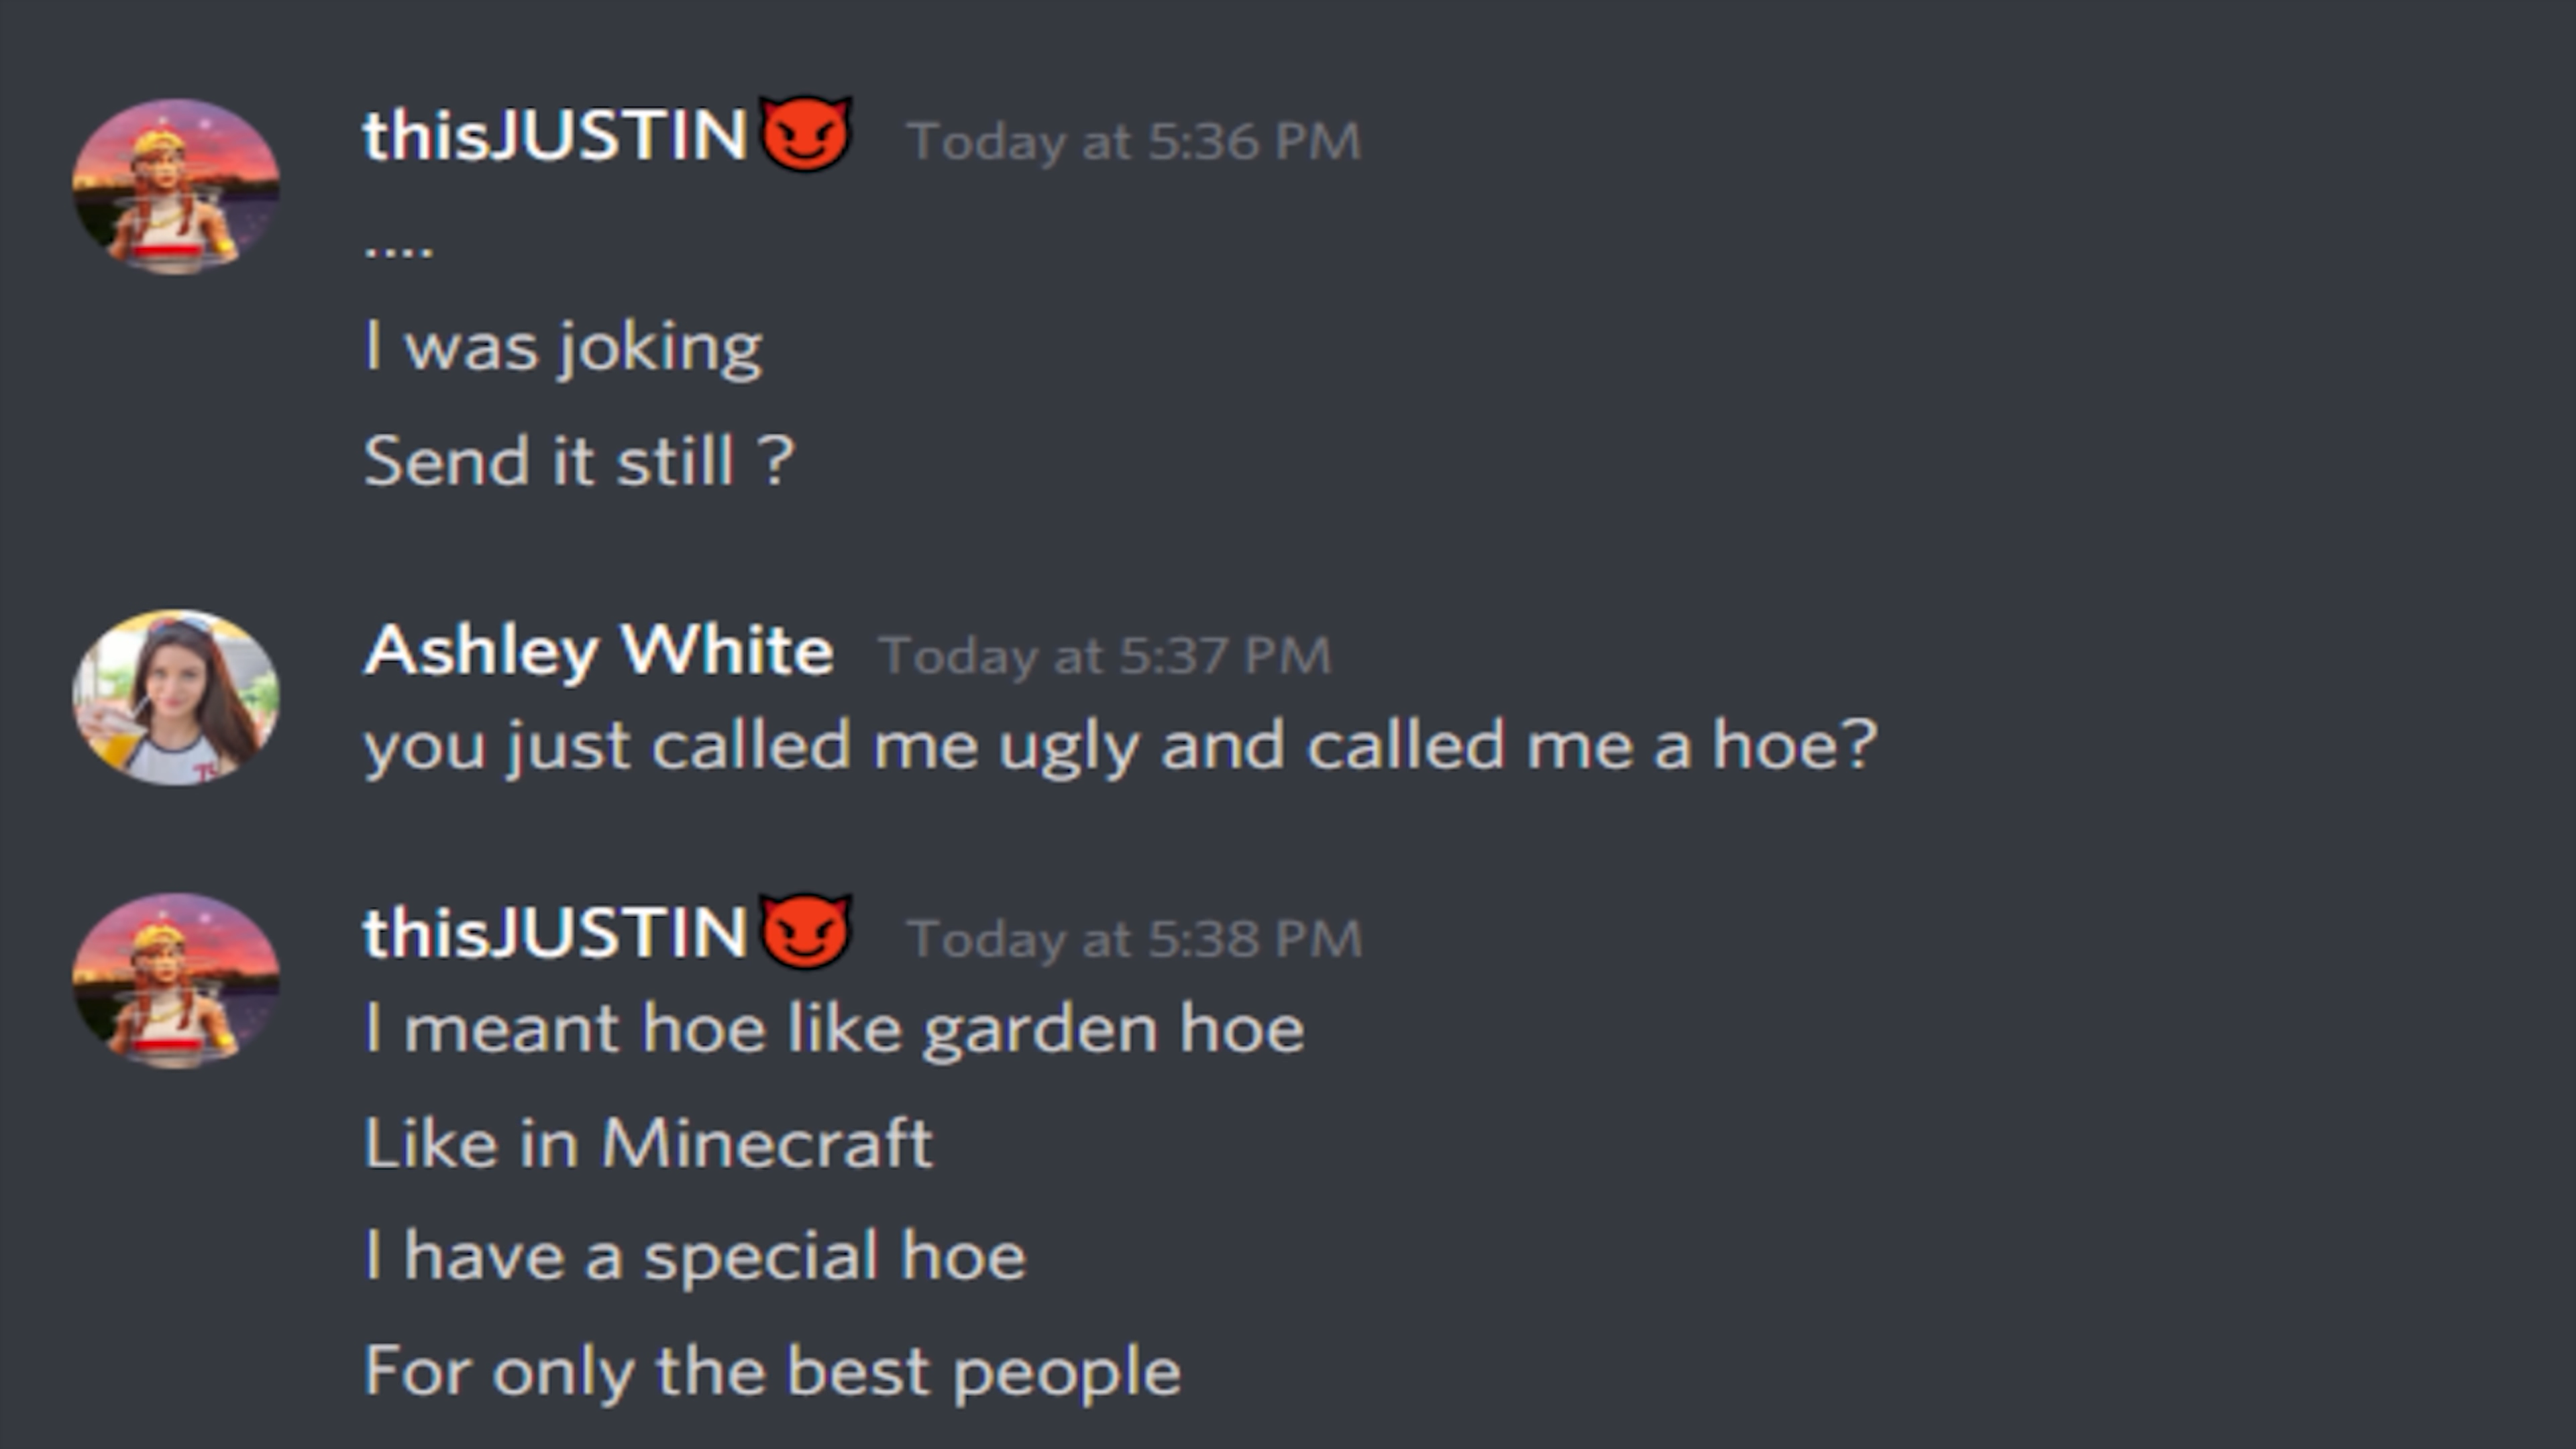 thisJUSTIN😈 Today at 5:36 PM
....
I was joking
Send it still ?
Ashley White Today at 5:37 PM
you just called me ugly and called me a hoe?
thisJUSTIN😈 Today at 5:38 PM
I meant hoe like garden hoe
Like in Minecraft
I have a special hoe
For only the best people